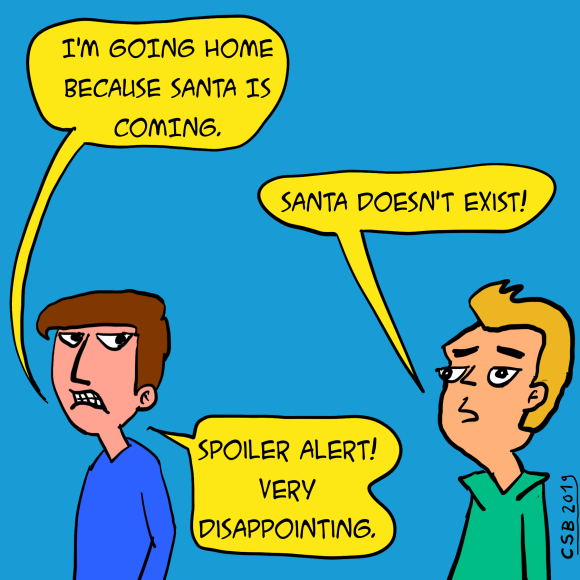 I'M GOING HOME
BECAUSE SANTA IS
COMING.
SANTA DOESN'T EXIST!
SPOILER ALERT!
VERY
DISAPPOINTING.
CSB 2019